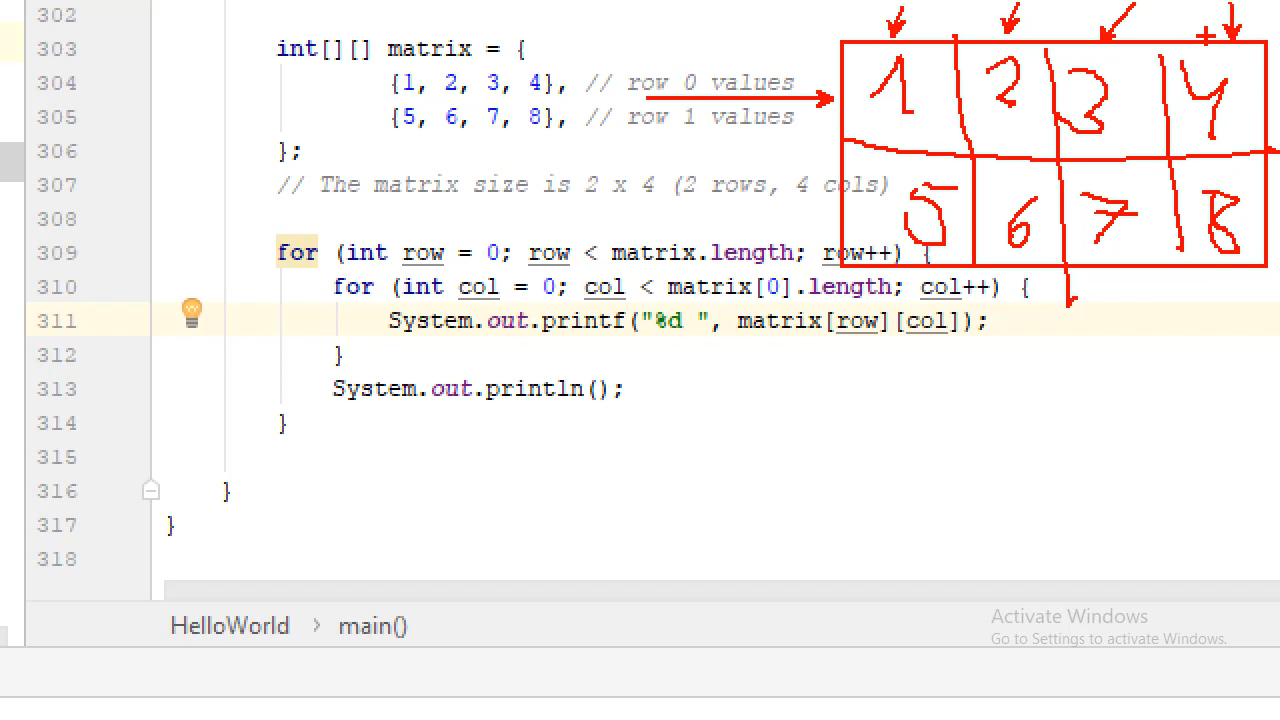 302
303 int[][] matrix = {
304 {1, 2, 3, 4}, // row 0 values
305 {5, 6, 7, 8}, // row 1 values
306 };
307 // The matrix size is 2 x 4 (2 rows, 4 cols)
308
309 for (int row = 0; row < matrix.length; row++) {
310 for (int col = 0; col < matrix[0].length; col++) {
311 System.out.printf("%d ", matrix[row][col]);
312 }
313 System.out.println();
314 }
315
316 }
317 }
318
1 2 3 4
5 6 7 8
HelloWorld > main()
Activate Windows
Go to Settings to activate Windows.